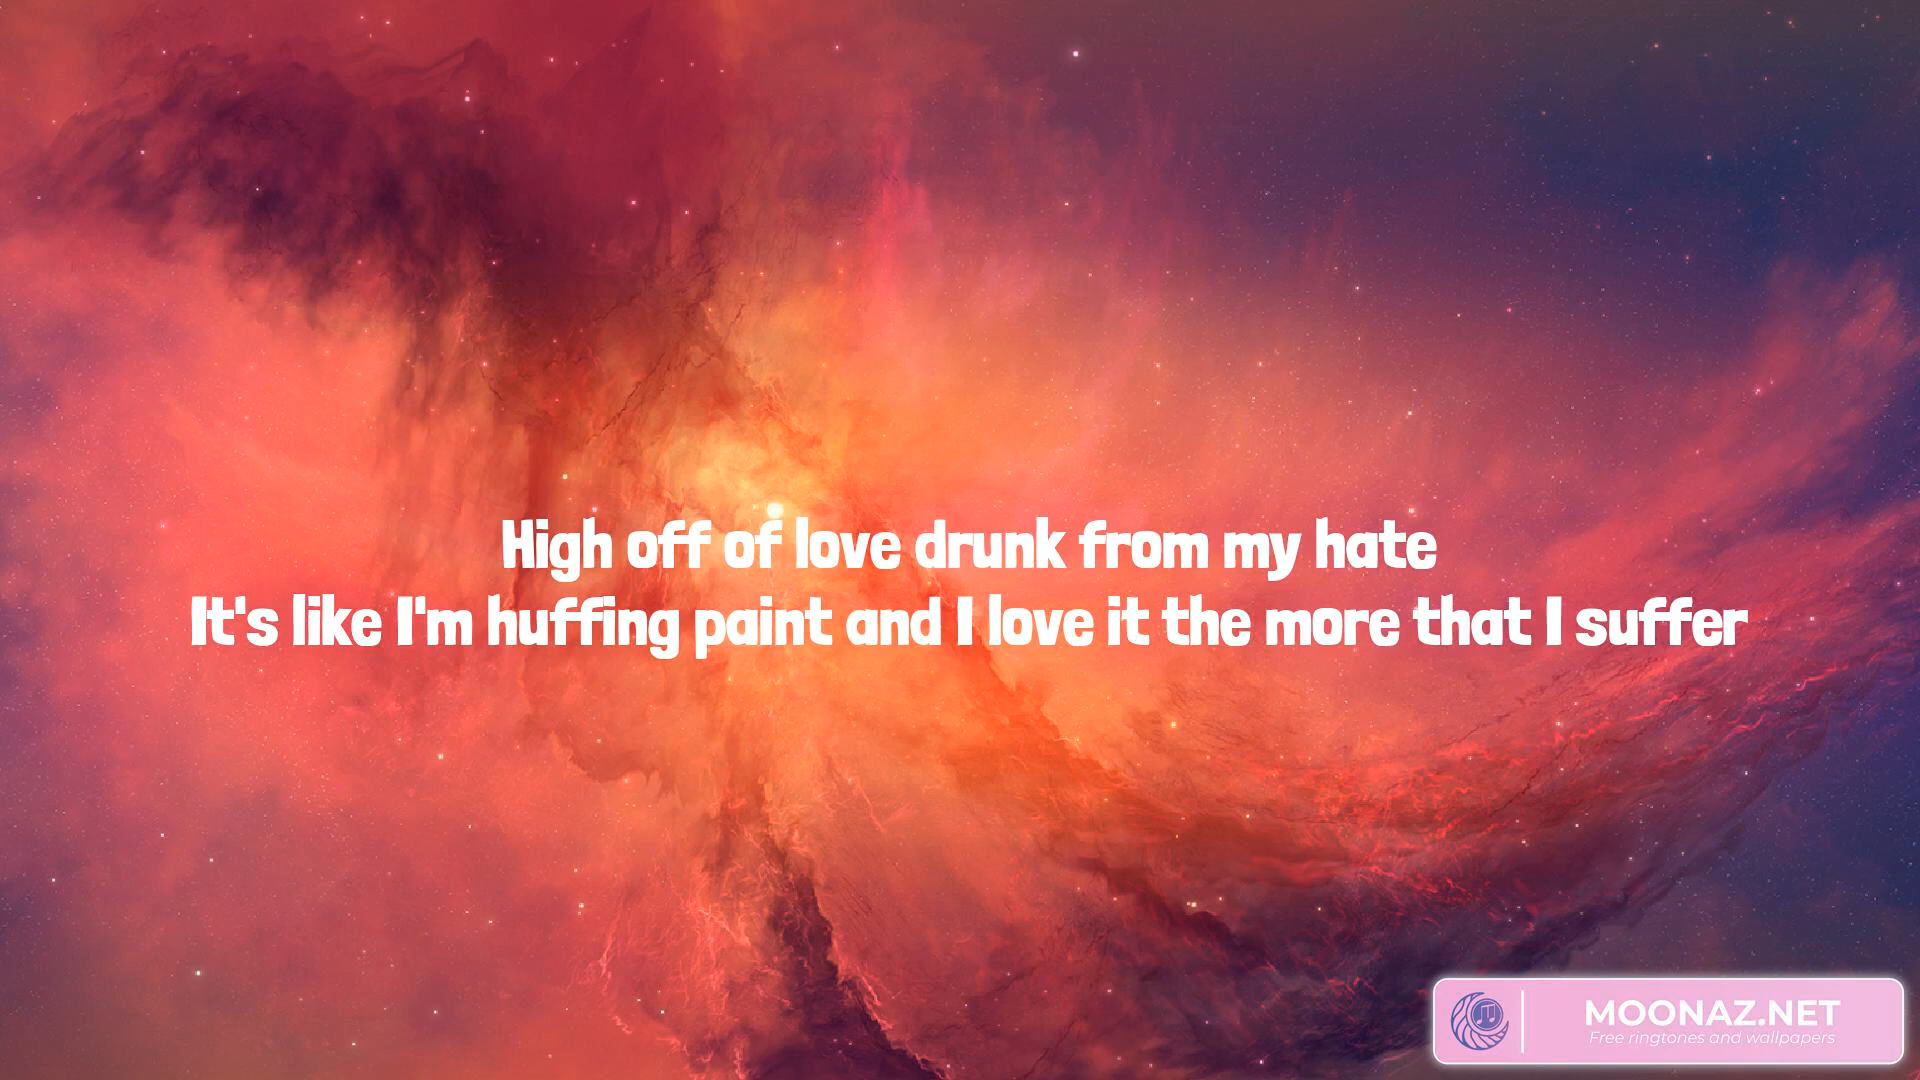 High off of love drunk from my hate
It's like I'm huffing paint and I love it the more that I suffer
MOONAZ.NET
Free ringtones and wallpapers